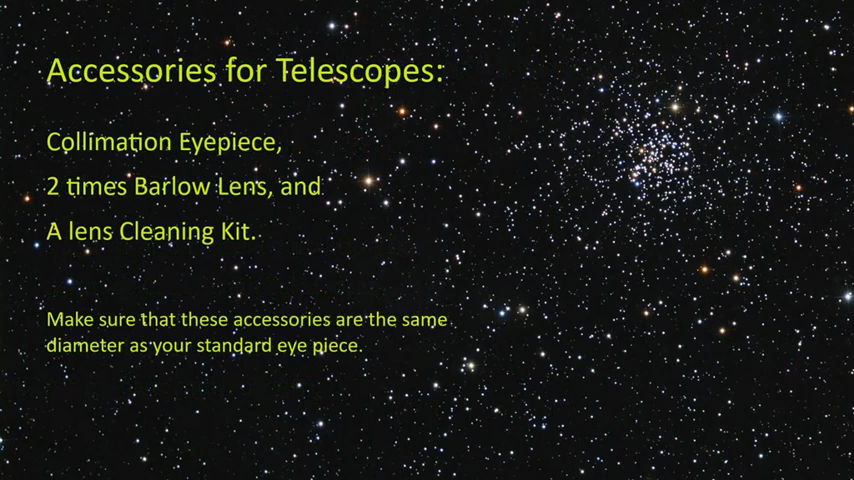 Accessories for Telescopes:
Collimation Eyepiece,
2 times Barlow Lens, and
A lens Cleaning Kit.
Make sure that these accessories are the same
diameter as your standard eye piece.